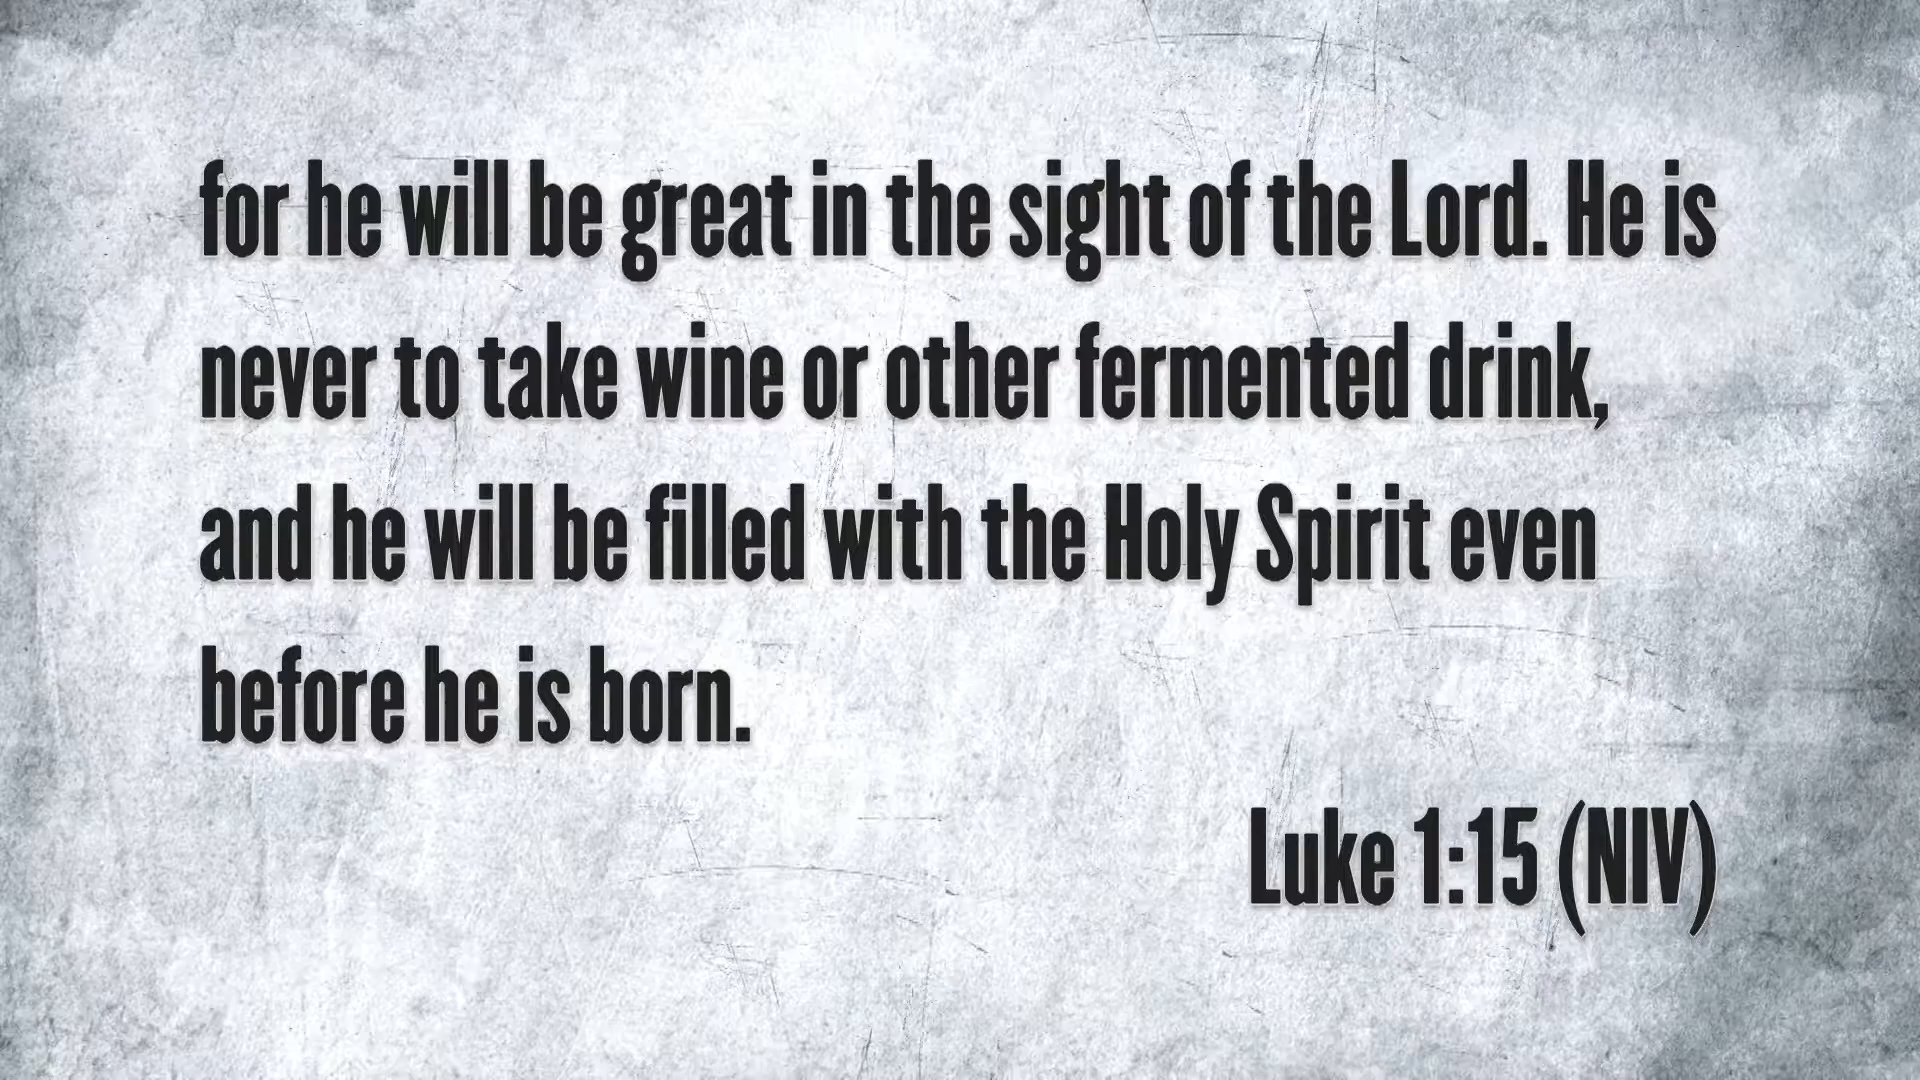 for he will be great in the sight of the Lord. He is
never to take wine or other fermented drink,
and he will be filled with the Holy Spirit even
before he is born.
Luke 1:15 (NIV)